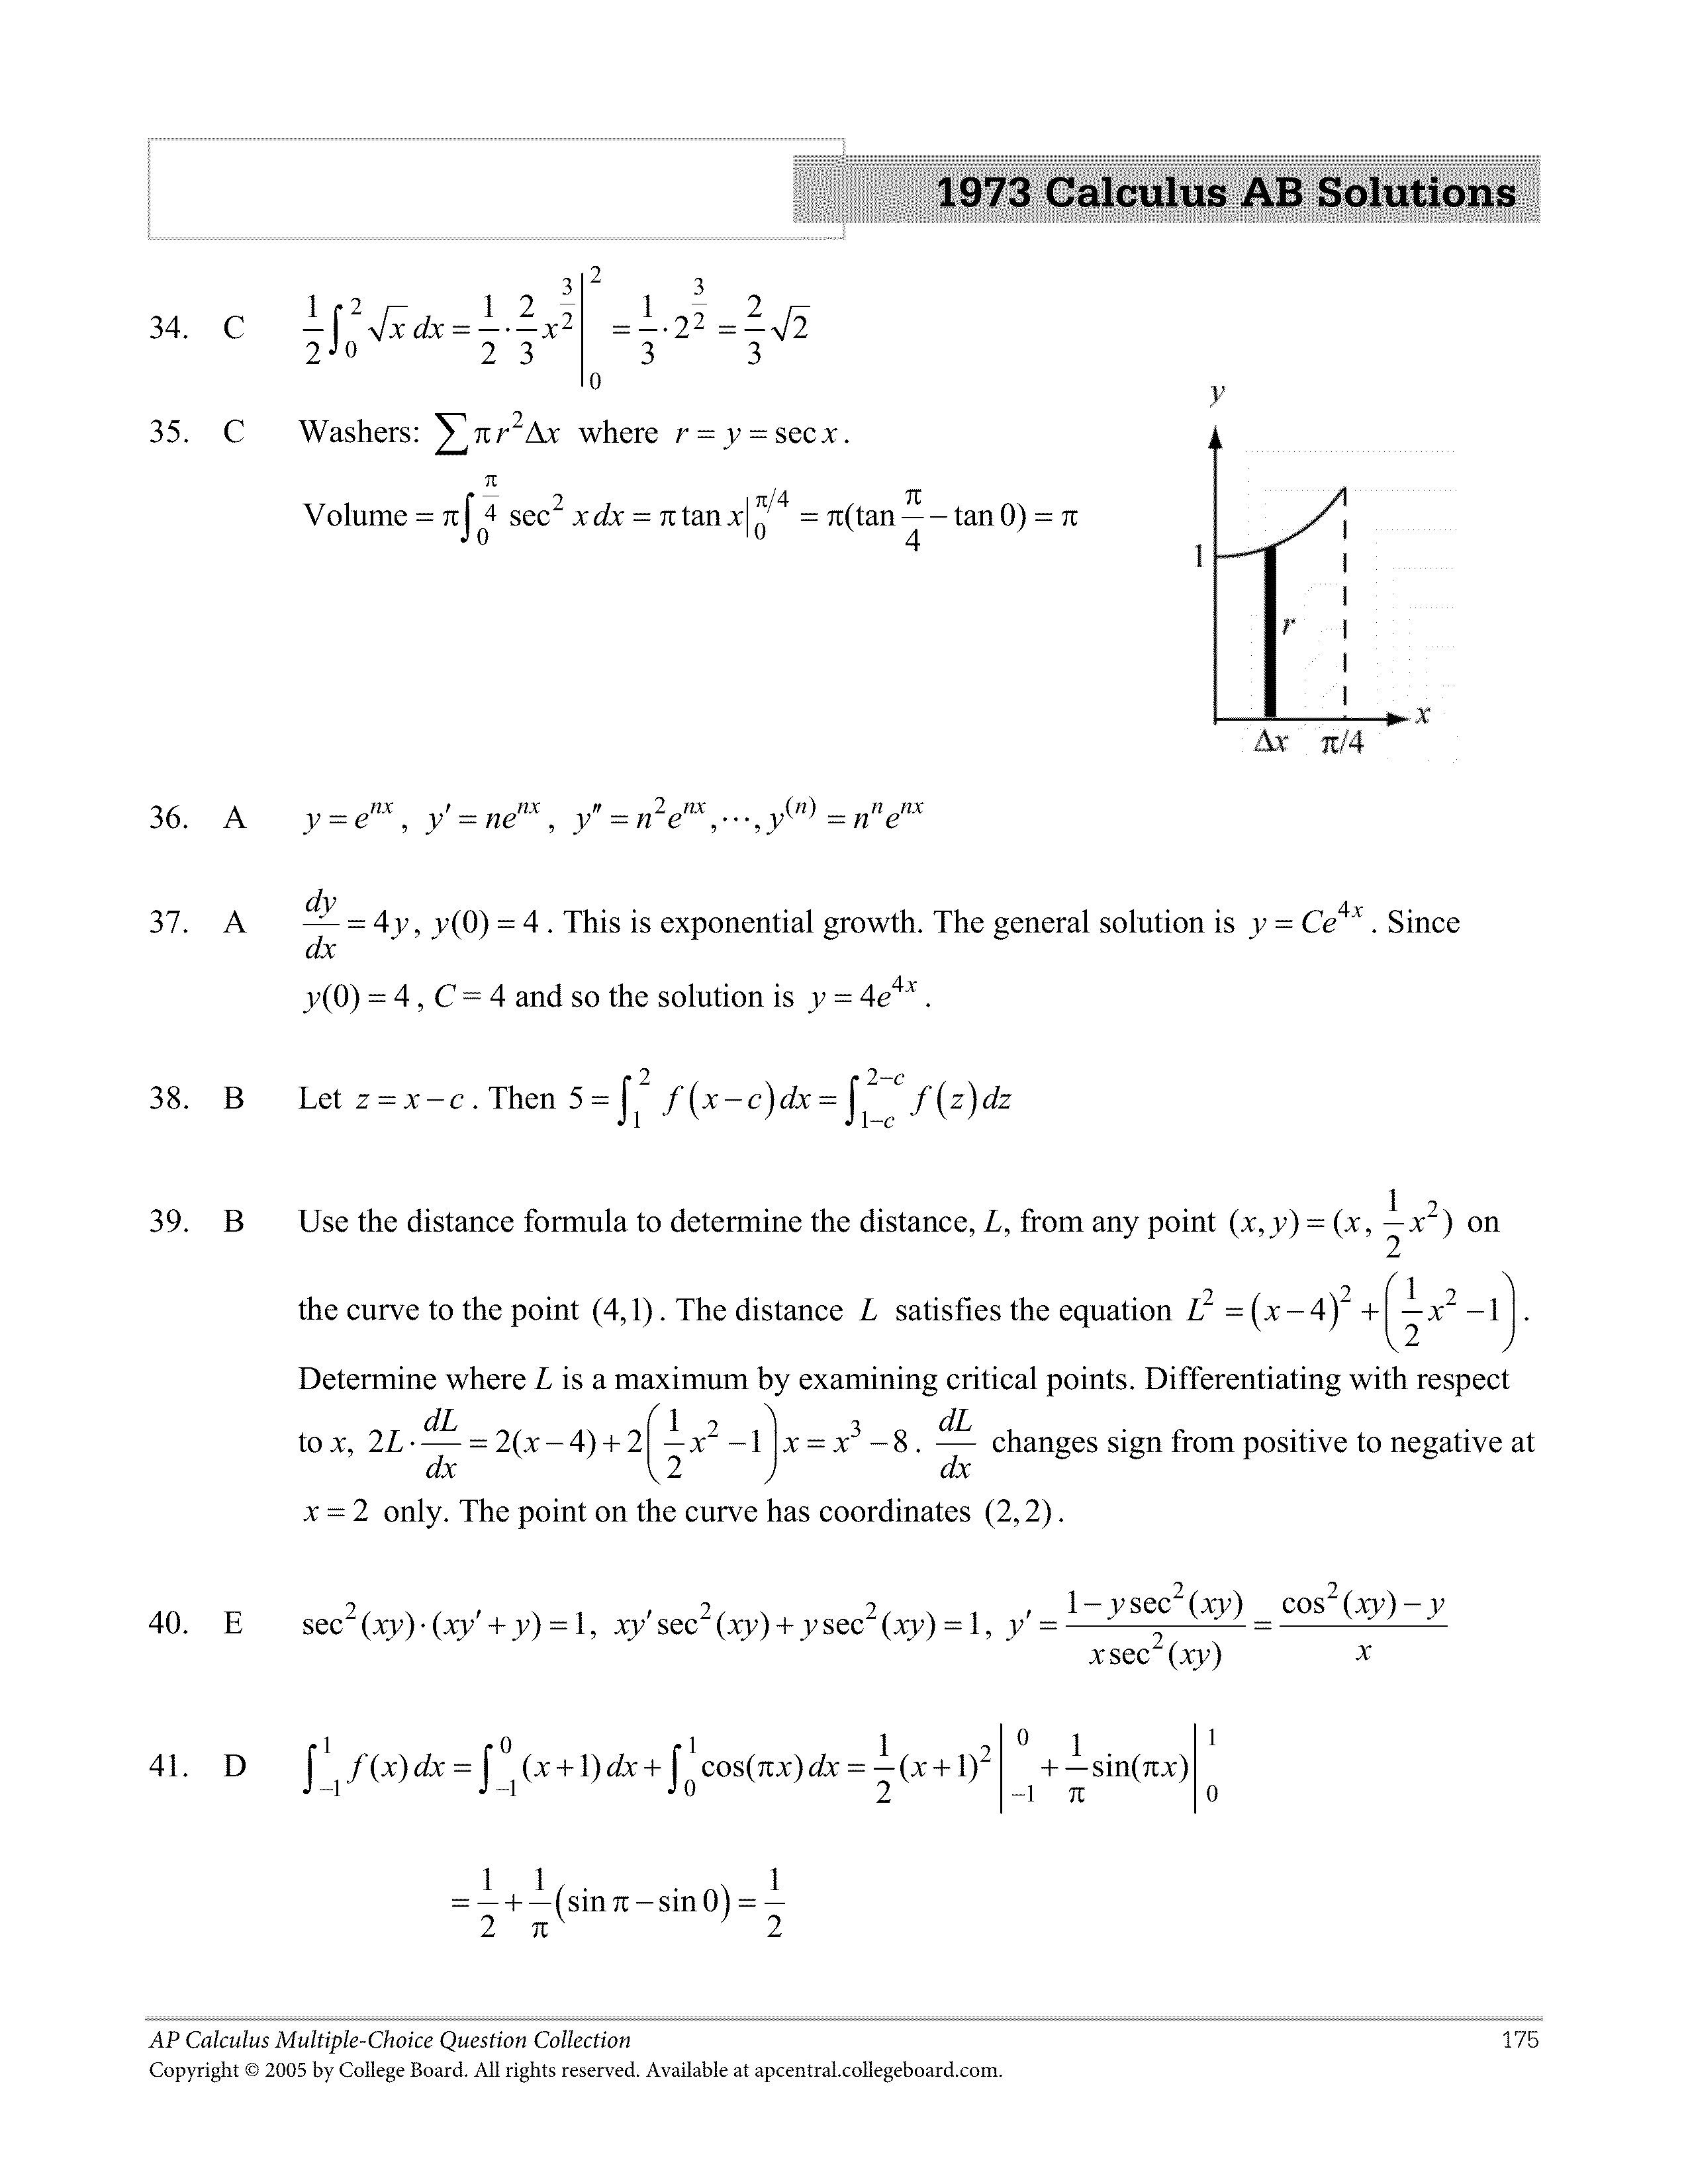 1973 Calculus AB Solutions
34. C $\frac{1}{2}\int_0^2 \sqrt{x}\,dx = \frac{1}{2}\cdot\frac{2}{3}x^{\frac{3}{2}}\Big|_0^2 = \frac{1}{3}\cdot 2^{\frac{3}{2}} = \frac{2}{3}\sqrt{2}$
35. C Washers: $\sum \pi r^2 \Delta x$ where $r = y = \sec x$.
Volume $= \pi\int_0^{\frac{\pi}{4}} \sec^2 x\,dx = \pi \tan x\big|_0^{\pi/4} = \pi(\tan\frac{\pi}{4} - \tan 0) = \pi$
y
1
r
x
Δx π/4
36. A $y = e^{nx},\ y' = ne^{nx},\ y'' = n^2e^{nx},\cdots,y^{(n)} = n^ne^{nx}$
37. A $\frac{dy}{dx} = 4y,\ y(0) = 4$. This is exponential growth. The general solution is $y = Ce^{4x}$. Since
$y(0) = 4$, $C = 4$ and so the solution is $y = 4e^{4x}$.
38. B Let $z = x - c$. Then $5 = \int_1^2 f(x-c)dx = \int_{1-c}^{2-c} f(z)dz$
39. B Use the distance formula to determine the distance, L, from any point $(x,y) = (x, \frac{1}{2}x^2)$ on
the curve to the point $(4,1)$. The distance $L$ satisfies the equation $L^2 = (x-4)^2 + \left(\frac{1}{2}x^2 - 1\right)$.
Determine where L is a maximum by examining critical points. Differentiating with respect
to x, $2L\cdot\frac{dL}{dx} = 2(x-4) + 2\left(\frac{1}{2}x^2 - 1\right)x = x^3 - 8$. $\frac{dL}{dx}$ changes sign from positive to negative at
$x = 2$ only. The point on the curve has coordinates $(2,2)$.
40. E $\sec^2(xy)\cdot(xy' + y) = 1,\ xy'\sec^2(xy) + y\sec^2(xy) = 1,\ y' = \frac{1 - y\sec^2(xy)}{x\sec^2(xy)} = \frac{\cos^2(xy) - y}{x}$
41. D $\int_{-1}^1 f(x)\,dx = \int_{-1}^0 (x+1)\,dx + \int_0^1 \cos(\pi x)\,dx = \frac{1}{2}(x+1)^2\Big|_{-1}^0 + \frac{1}{\pi}\sin(\pi x)\Big|_0^1$
$= \frac{1}{2} + \frac{1}{\pi}(\sin\pi - \sin 0) = \frac{1}{2}$
AP Calculus Multiple-Choice Question Collection 175
Copyright © 2005 by College Board. All rights reserved. Available at apcentral.collegeboard.com.